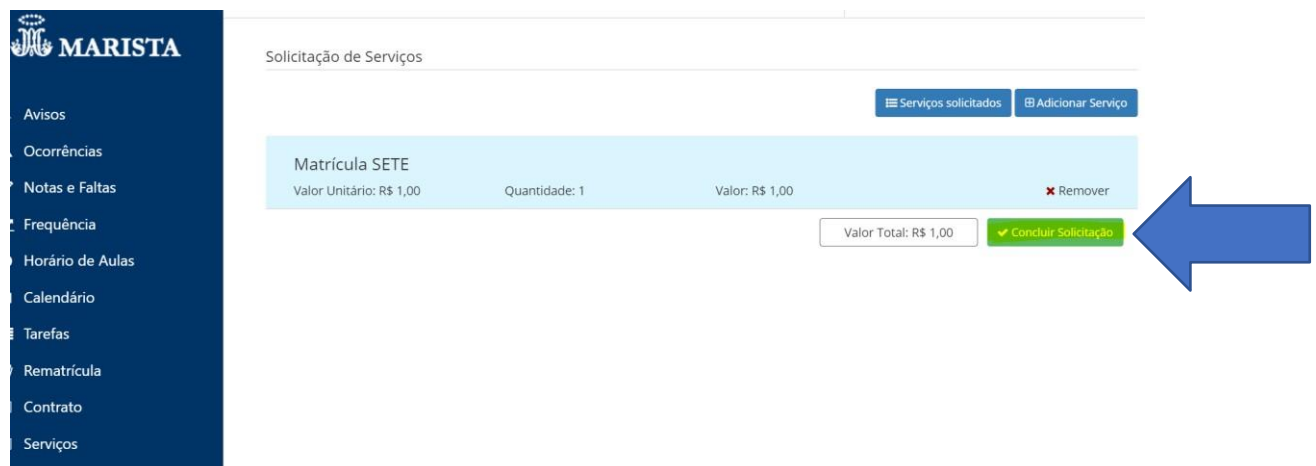 MARISTA
Avisos
Ocorrências
Notas e Faltas
Frequência
Horário de Aulas
Calendário
Tarefas
Rematrícula
Contrato
Serviços
Solicitação de Serviços
Serviços solicitados Adicionar Serviço
Matrícula SETE
Valor Unitário: R$ 1,00 Quantidade: 1 Valor: R$ 1,00 Remover
Valor Total: R$ 1,00 Concluir Solicitação